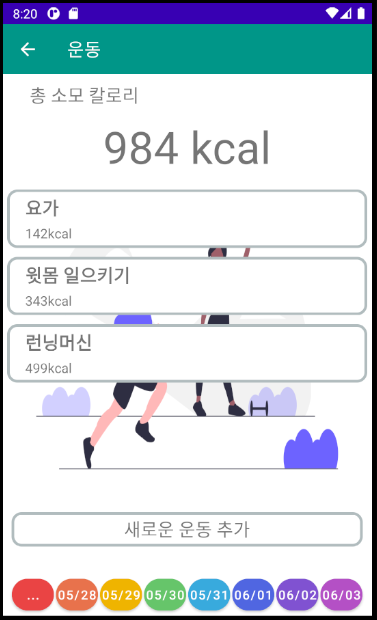 8:20
운동
총 소모 칼로리
984 kcal
요가
142kcal
윗몸 일으키기
343kcal
런닝머신
499kcal
새로운 운동 추가
... 05/28 05/29 05/30 05/31 06/01 06/02 06/03